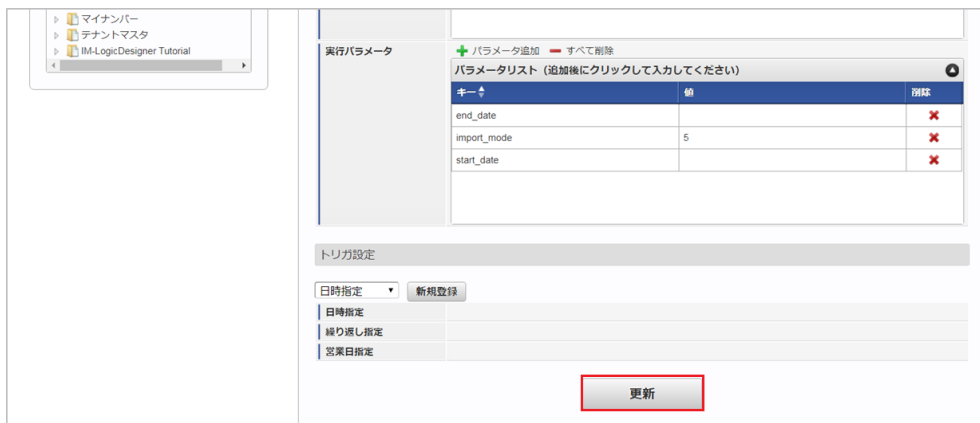 マイナンバー
テナントマスタ
IM-LogicDesigner Tutorial
実行パラメータ
パラメータ追加 すべて削除
パラメータリスト（追加後にクリックして入力してください）
キー 値 削除
end_date
import_mode 5
start_date
トリガ設定
日時指定 新規登録
日時指定
繰り返し指定
営業日指定
更新